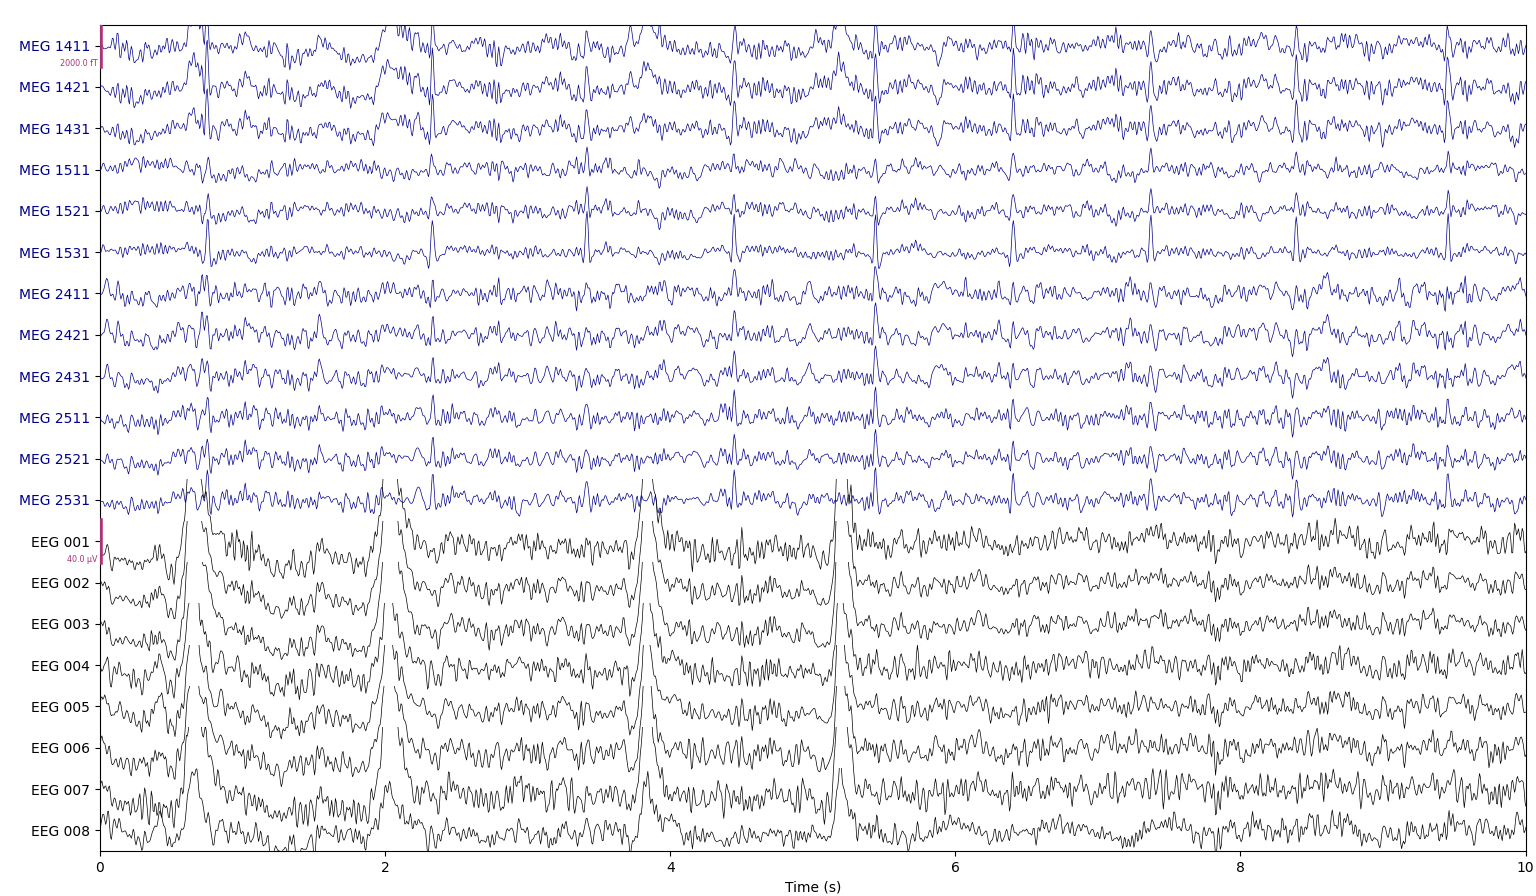 MEG 1411
2000.0 fT
MEG 1421
MEG 1431
MEG 1511
MEG 1521
MEG 1531
MEG 2411
MEG 2421
MEG 2431
MEG 2511
MEG 2521
MEG 2531
EEG 001
40.0 µV
EEG 002
EEG 003
EEG 004
EEG 005
EEG 006
EEG 007
EEG 008
0 2 4 6 8 10
Time (s)